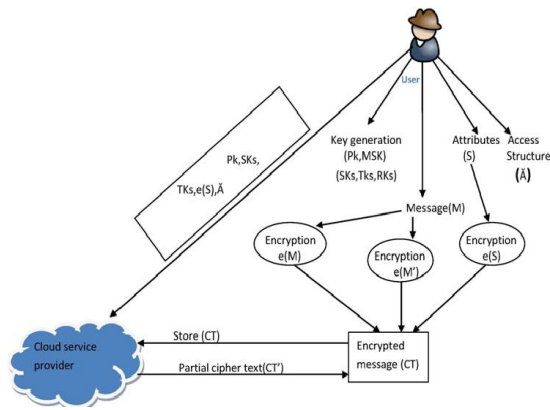 User
Pk,SKs,
TKs,e(S),Ă
Key generation
(Pk,MSK)
(SKs,Tks,RKs)
Attributes
(S)
Access
Structure
(Ă)
Message(M)
Encryption
e(M)
Encryption
e(M')
Encryption
e(S)
Cloud service
provider
Store (CT)
Partial cipher text(CT')
Encrypted
message (CT)